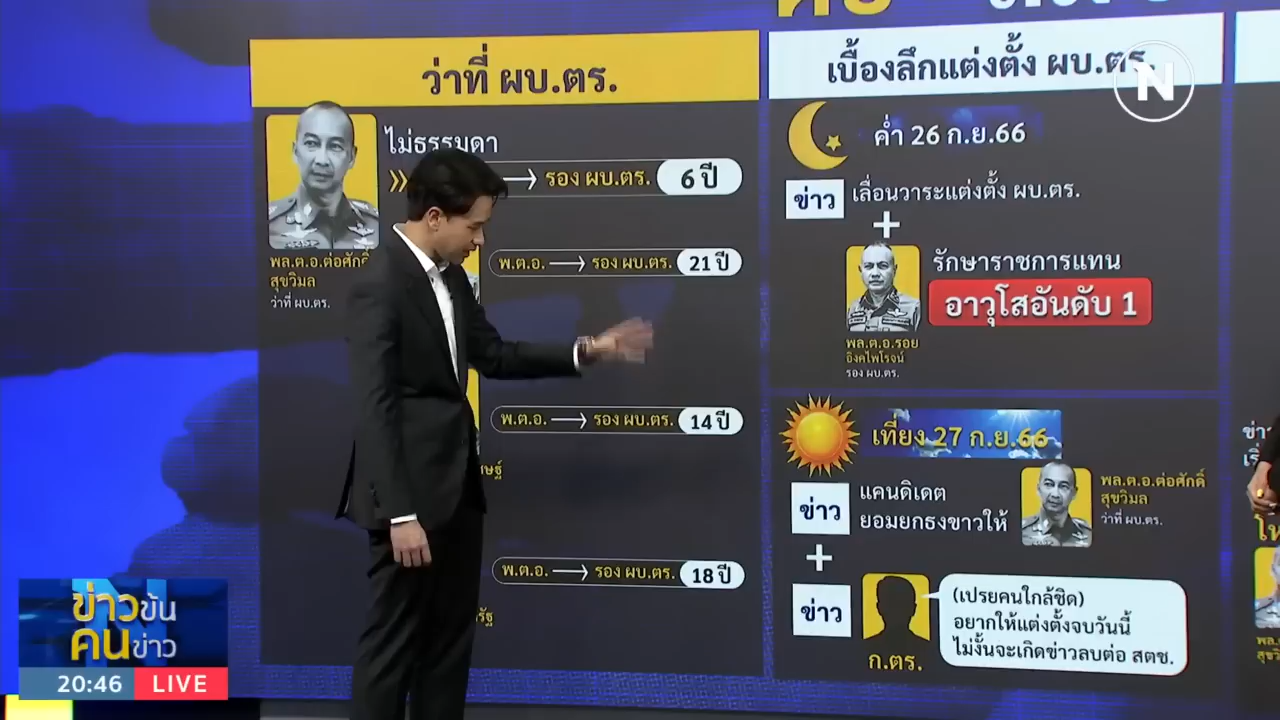 ว่าที่ ผบ.ตร.
ไม่ธรรมดา
รอง ผบ.ตร. 6 ปี
พล.ต.อ.ต่อศักดิ์
สุขวิมล
ว่าที่ ผบ.ตร.
พ.ต.อ. รอง ผบ.ตร. 21 ปี
พ.ต.อ. รอง ผบ.ตร. 14 ปี
พ.ต.อ. รอง ผบ.ตร. 18 ปี
เบื้องลึกแต่งตั้ง ผบ.ตร.
N
ค่ำ 26 ก.ย.66
ข่าว เลื่อนวาระแต่งตั้ง ผบ.ตร.
+
รักษาราชการแทน
อาวุโสอันดับ 1
พล.ต.อ.รอย
อิงคไพโรจน์
รอง ผบ.ตร.
เที่ยง 27 ก.ย.66
ข่าว แคนดิเดต
ยอมยกธงขาวให้
พล.ต.อ.ต่อศักดิ์
สุขวิมล
ว่าที่ ผบ.ตร.
+
ข่าว
ก.ตร.
(เปรยคนใกล้ชิด)
อยากให้แต่งตั้งจบวันนี้
ไม่งั้นจะเกิดข่าวลบต่อ สตช.
ข่าวข้น
คนข่าว
20:46 LIVE